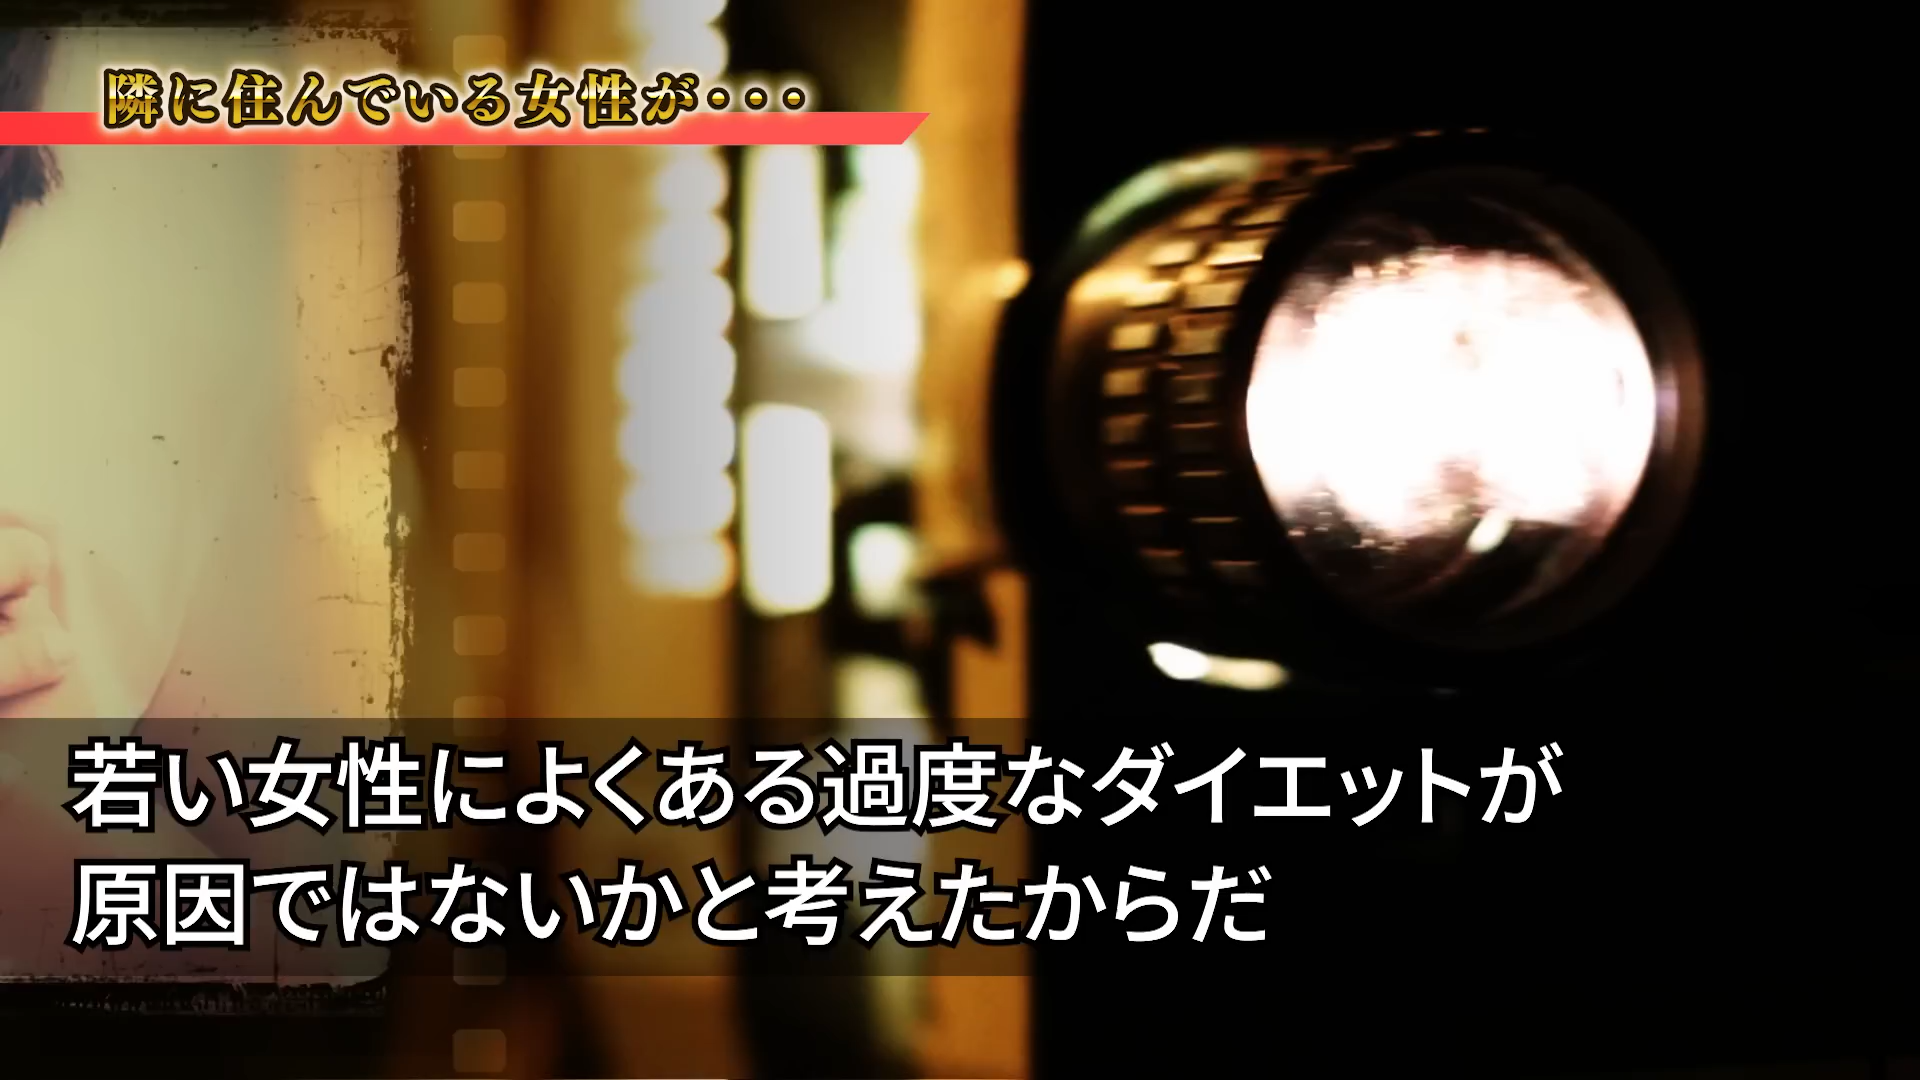 隣に住んでいる女性が・・・
若い女性によくある過度なダイエットが
原因ではないかと考えたからだ